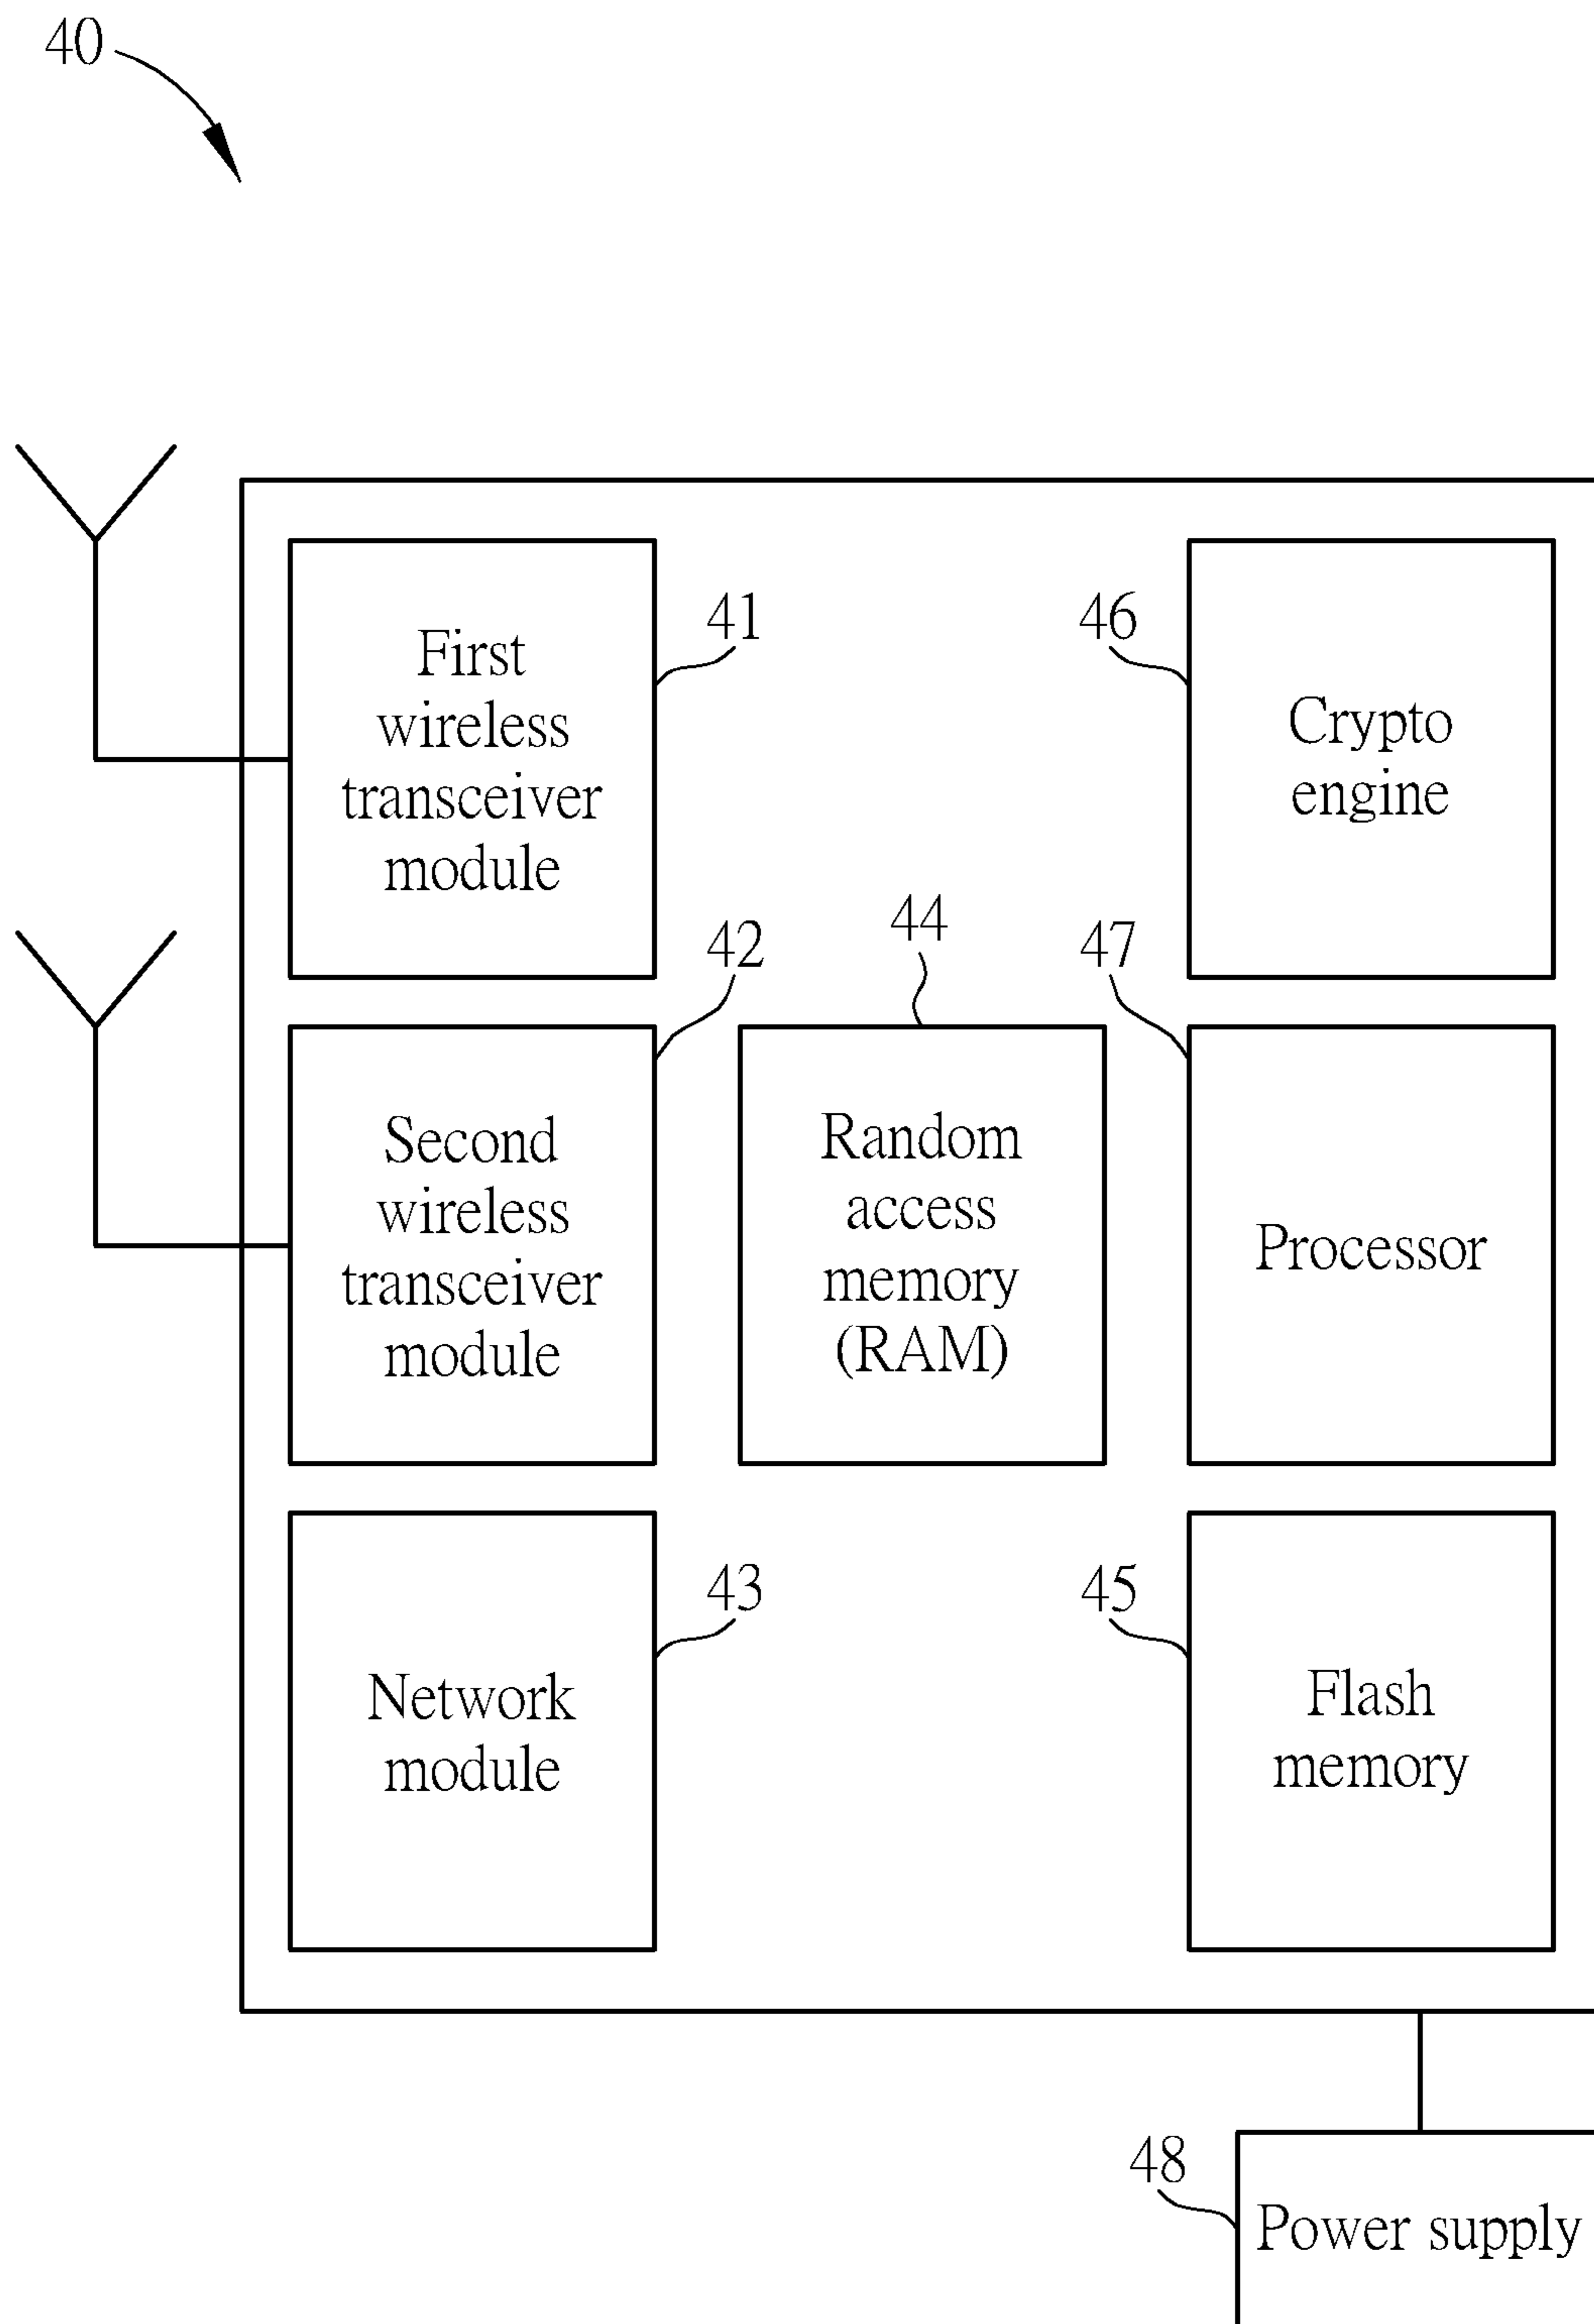 40
41
First
wireless
transceiver
module
46
Crypto
engine
42
Second
wireless
transceiver
module
44
Random
access
memory
(RAM)
47
Processor
43
Network
module
45
Flash
memory
48
Power supply